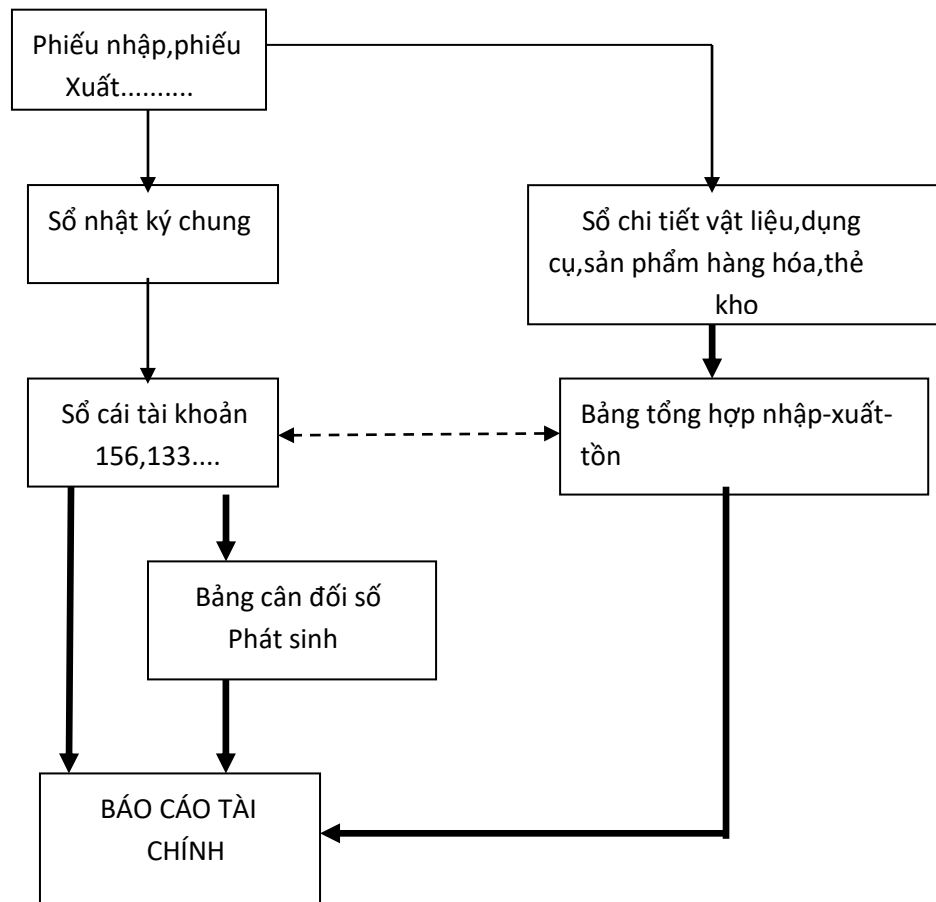 Phiếu nhập,phiếu
Xuất..........
Sổ nhật ký chung
Sổ chi tiết vật liệu,dụng
cụ,sản phẩm hàng hóa,thẻ
kho
Sổ cái tài khoản
156,133....
Bảng tổng hợp nhập-xuất-
tồn
Bảng cân đối số
Phát sinh
BÁO CÁO TÀI
CHÍNH